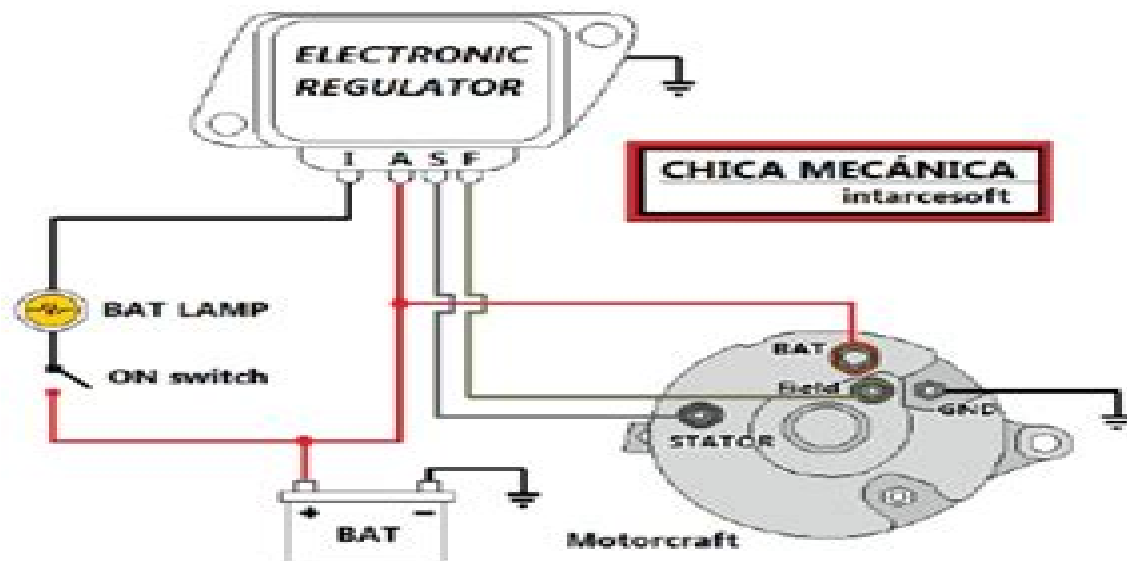 ELECTRONIC
REGULATOR
I A S F
CHICA MECÁNICA
intarcesoft
BAT LAMP
ON switch
BAT
Field
GND
STATOR
+ -
BAT
Motorcraft